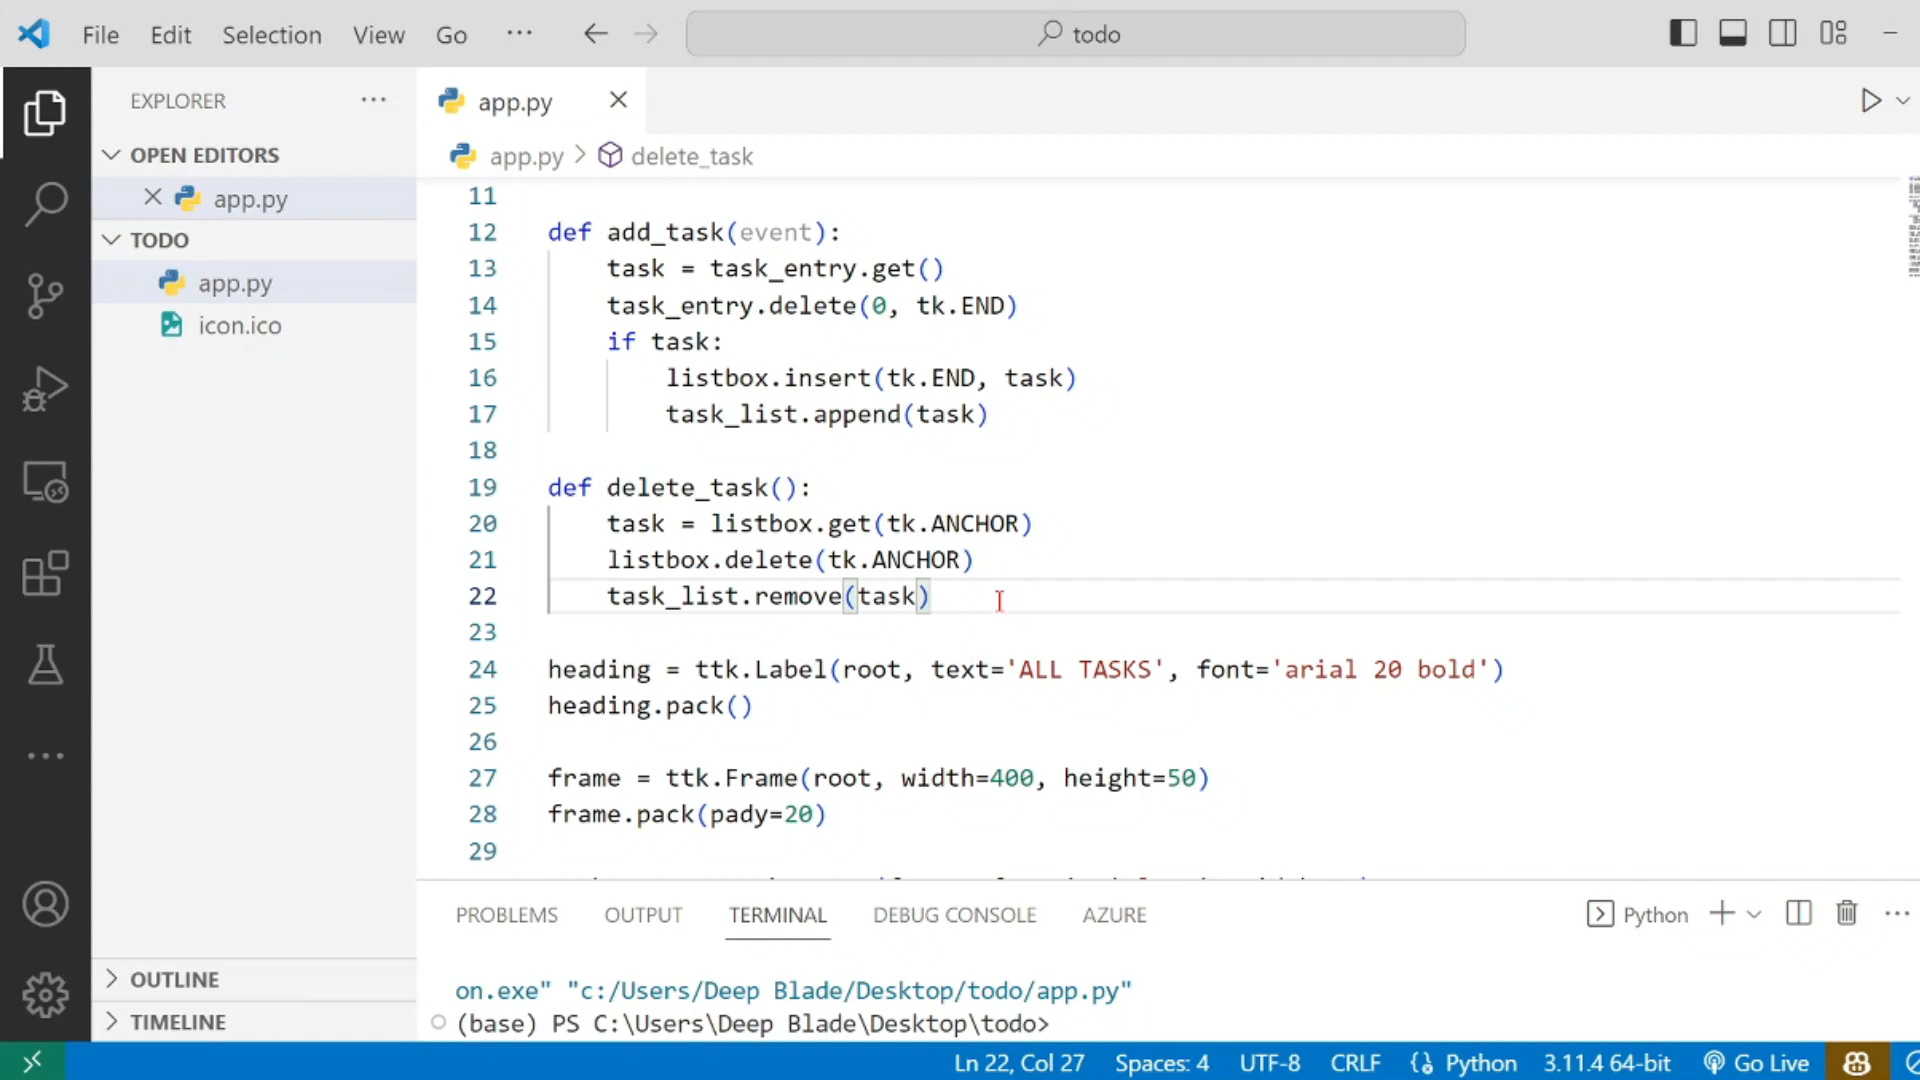 File Edit Selection View Go ··· todo
EXPLORER ···
OPEN EDITORS
app.py
TODO
app.py
icon.ico
OUTLINE
TIMELINE
app.py
app.py > delete_task
11
12 def add_task(event):
13 task = task_entry.get()
14 task_entry.delete(0, tk.END)
15 if task:
16 listbox.insert(tk.END, task)
17 task_list.append(task)
18
19 def delete_task():
20 task = listbox.get(tk.ANCHOR)
21 listbox.delete(tk.ANCHOR)
22 task_list.remove(task)
23
24 heading = ttk.Label(root, text='ALL TASKS', font='arial 20 bold')
25 heading.pack()
26
27 frame = ttk.Frame(root, width=400, height=50)
28 frame.pack(pady=20)
29
PROBLEMS OUTPUT TERMINAL DEBUG CONSOLE AZURE Python
on.exe" "c:/Users/Deep Blade/Desktop/todo/app.py"
(base) PS C:\Users\Deep Blade\Desktop\todo>
Ln 22, Col 27 Spaces: 4 UTF-8 CRLF Python 3.11.4 64-bit Go Live